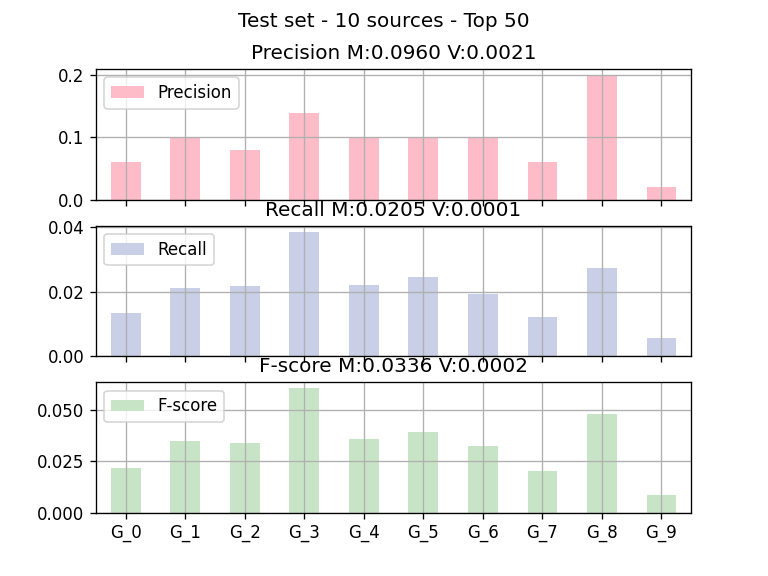 Test set - 10 sources - Top 50
Precision M:0.0960 V:0.0021
0.2
0.1
0.0
Precision
Recall M:0.0205 V:0.0001
0.04
0.02
0.00
Recall
F-score M:0.0336 V:0.0002
0.050
0.025
0.000
F-score
G_0 G_1 G_2 G_3 G_4 G_5 G_6 G_7 G_8 G_9